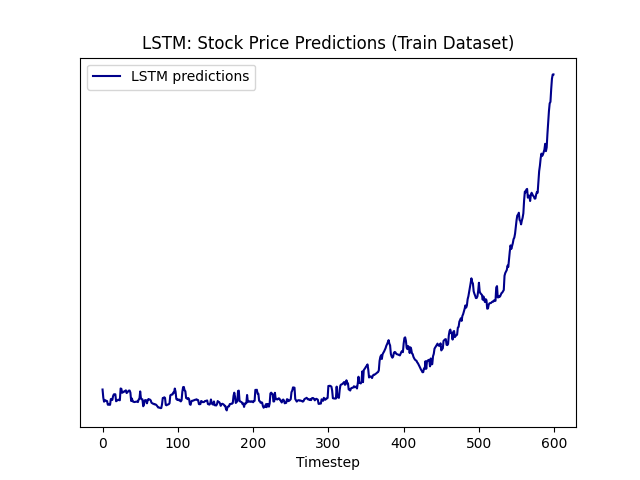 LSTM: Stock Price Predictions (Train Dataset)
LSTM predictions
0 100 200 300 400 500 600
Timestep